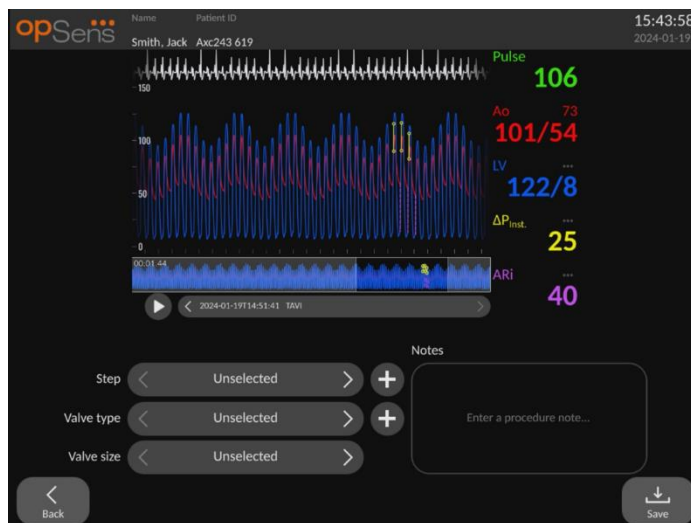 opSens
Name Patient ID
Smith, Jack Axc243 619
15:43:58
2024-01-19
150
100
50
0
Pulse
106
Ao 73
101/54
LV ---
122/8
ΔPInst. ---
25
ARi ---
40
00:01:44
2024-01-19T14:51:41 TAVI
Notes
Step Unselected
Valve type Unselected
Valve size Unselected
Enter a procedure note...
Back
Save